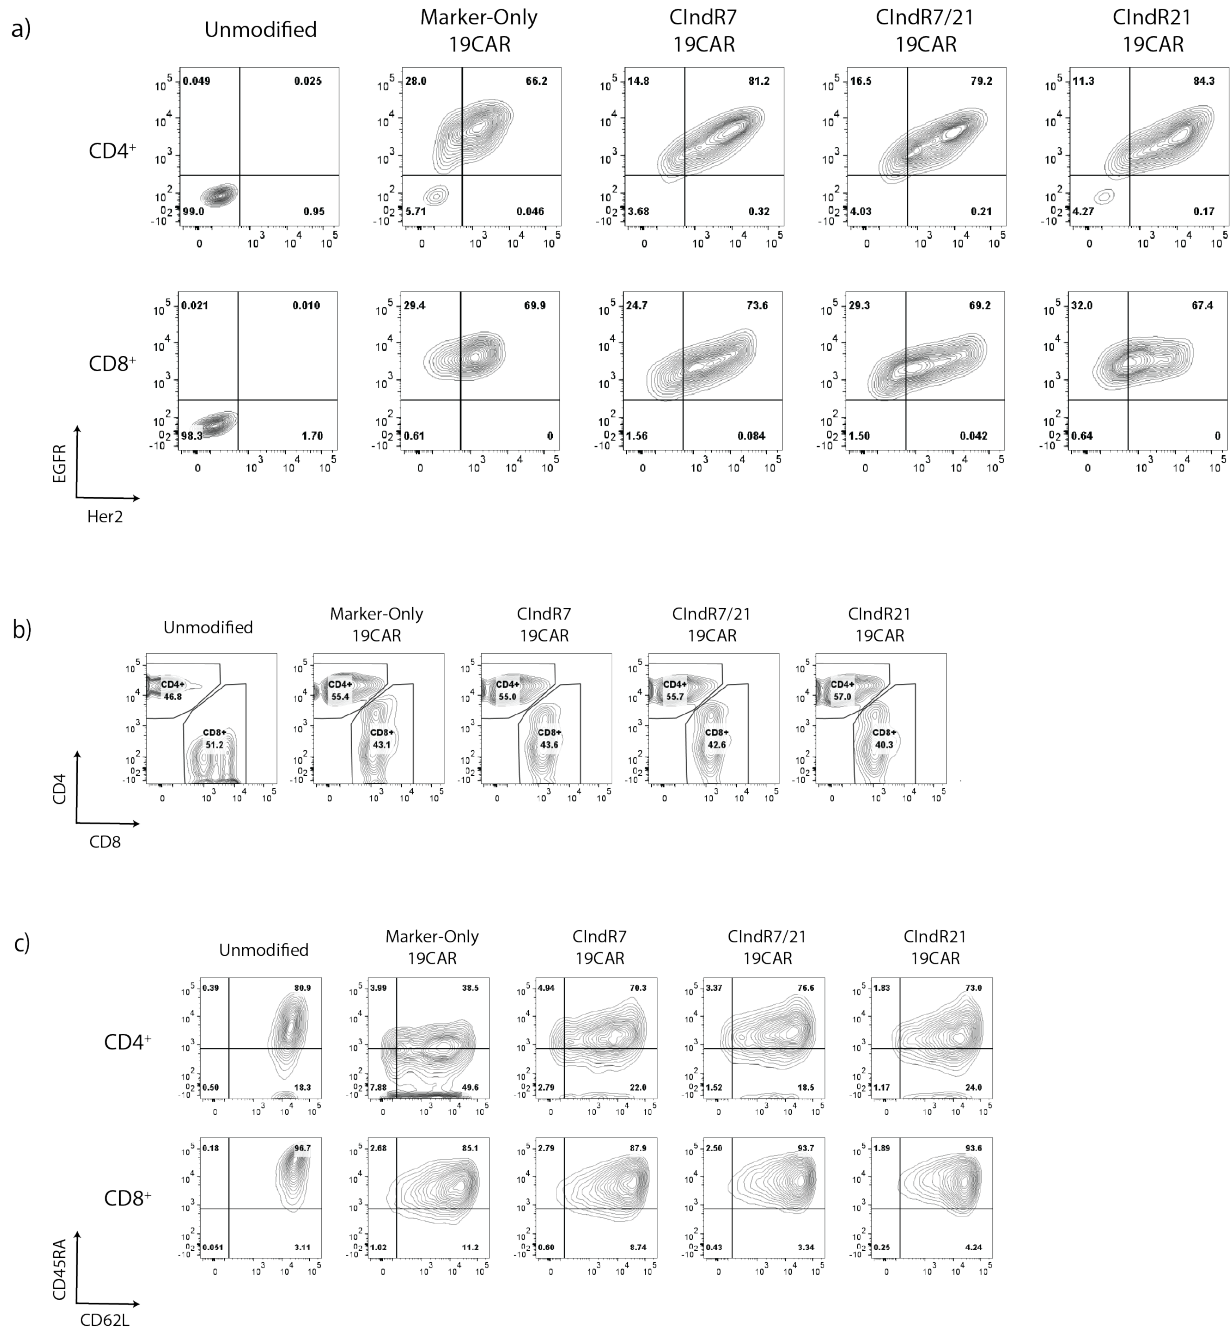 a)
Unmodified
Marker-Only
19CAR
CIndR7
19CAR
CIndR7/21
19CAR
CIndR21
19CAR
CD4+
0.049 0.025
99.0 0.95
28.0 66.2
5.71 0.046
14.8 81.2
3.68 0.32
16.5 79.2
4.03 0.21
11.3 84.3
4.27 0.17
CD8+
0.021 0.010
98.3 1.70
29.4 69.9
0.61 0
24.7 73.6
1.56 0.084
29.3 69.2
1.50 0.042
32.0 67.4
0.64 0
EGFR
Her2
b)
Unmodified
Marker-Only
19CAR
CIndR7
19CAR
CIndR7/21
19CAR
CIndR21
19CAR
CD4+
46.8
CD8+
51.2
CD4+
55.4
CD8+
43.1
CD4+
55.0
CD8+
43.6
CD4+
55.7
CD8+
42.6
CD4+
57.0
CD8+
40.3
CD4
CD8
c)
Unmodified
Marker-Only
19CAR
CIndR7
19CAR
CIndR7/21
19CAR
CIndR21
19CAR
CD4+
0.39 80.9
0.50 18.3
3.99 38.5
7.88 49.6
4.94 70.3
2.79 22.0
3.37 76.6
1.52 18.5
1.83 73.0
1.17 24.0
CD8+
0.18 96.7
0.051 3.11
2.68 85.1
1.02 11.2
2.79 87.9
0.60 8.74
2.50 93.7
0.43 3.34
1.89 93.6
0.25 4.24
CD45RA
CD62L